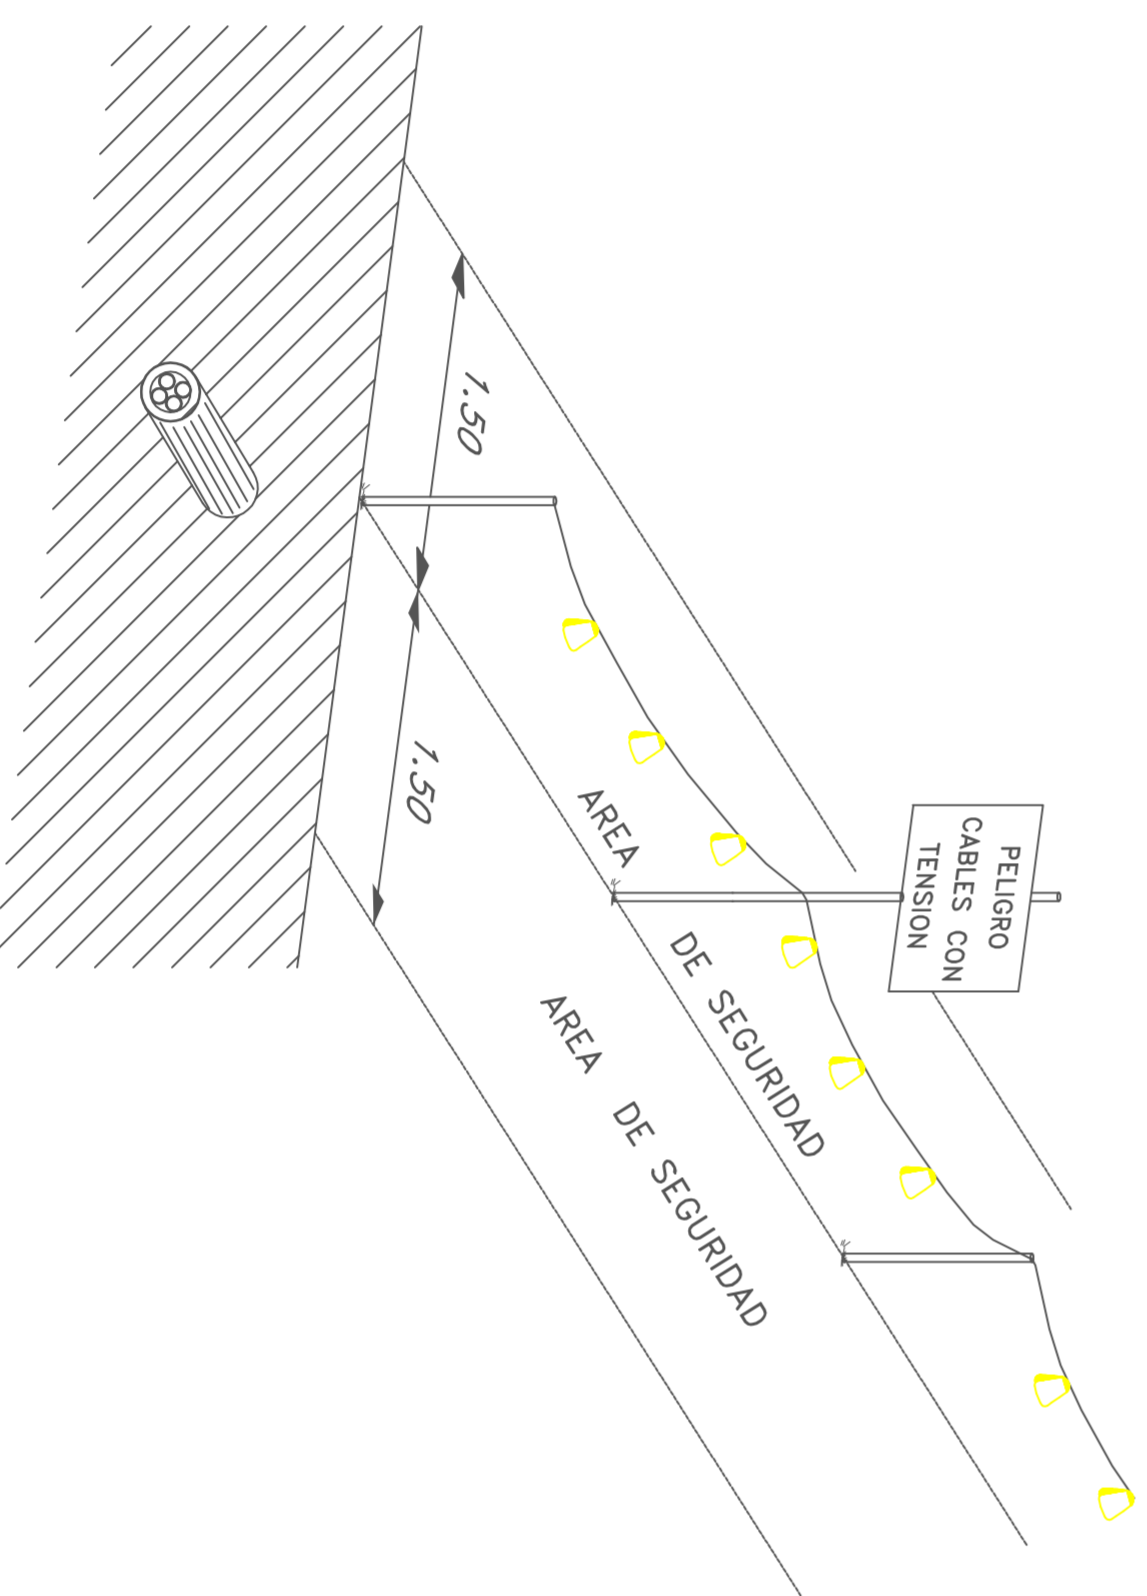 PELIGRO
CABLES CON
TENSION
1.50
1.50
AREA DE SEGURIDAD
AREA DE SEGURIDAD